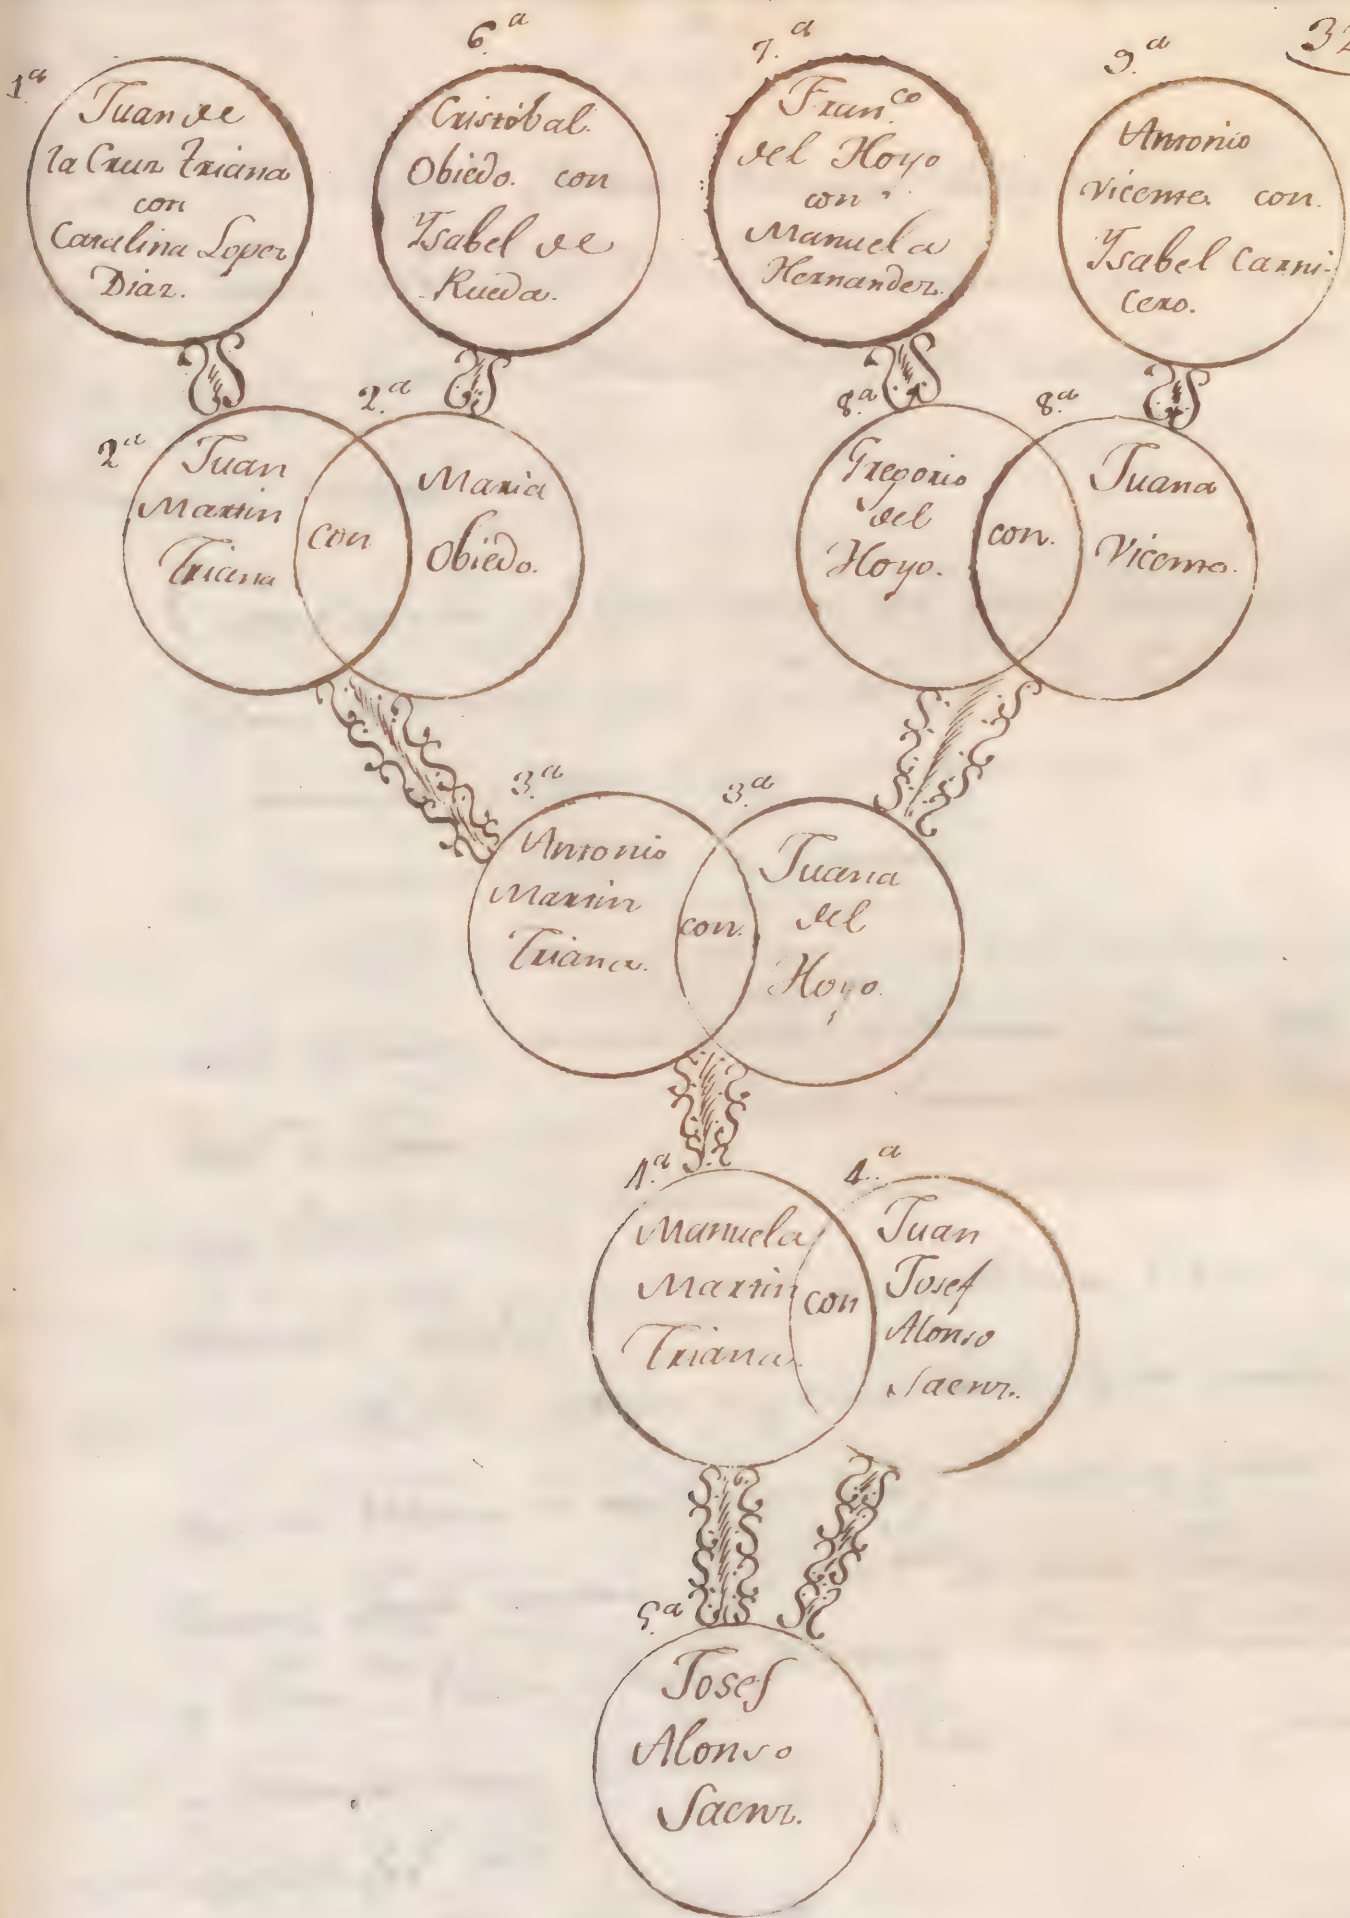 32
1.ª
Juan de
la Cruz Triana
con
Catalina Lopez
Diaz.
6.ª
Cristóbal
Obiedo. con
Ysabel de
Rueda.
7.ª
Fran.co
del Hoyo
con
Manuela
Hernandez.
9.ª
Antonio
Vicente con.
Ysabel Carni-
cero.
2.ª
Juan
Martin
Triana
con
2.ª
Maria
Obiedo.
8.ª
Gregorio
del
Hoyo.
con.
8.ª
Juana
Vicente.
3.ª
Antonio
Martin
Triana.
con.
3.ª
Juana
del
Hoyo.
4.ª
Manuela
Martin
Triana.
con
4.ª
Juan
Josef
Alonso
Saenz.
5.ª
Josef
Alonso
Saenz.